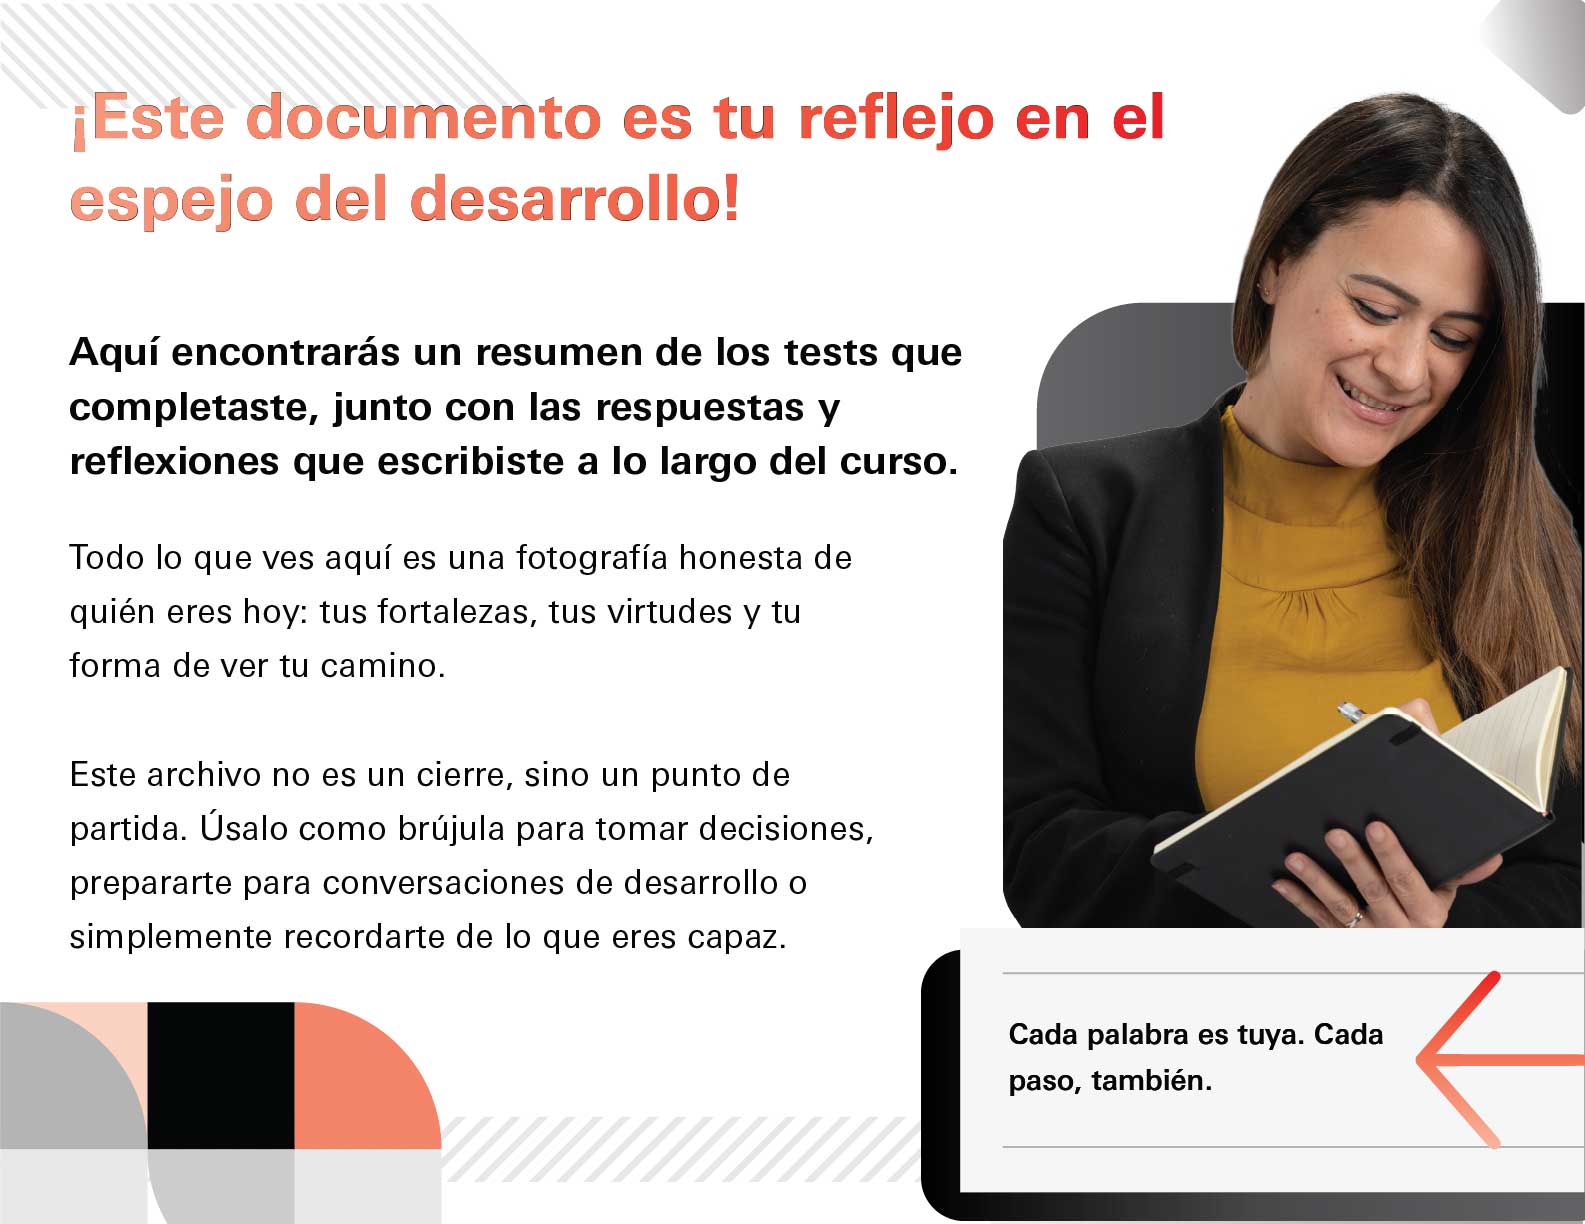 ¡Este documento es tu reflejo en el
espejo del desarrollo!
Aquí encontrarás un resumen de los tests que
completaste, junto con las respuestas y
reflexiones que escribiste a lo largo del curso.
Todo lo que ves aquí es una fotografía honesta de
quién eres hoy: tus fortalezas, tus virtudes y tu
forma de ver tu camino.
Este archivo no es un cierre, sino un punto de
partida. Úsalo como brújula para tomar decisiones,
prepararte para conversaciones de desarrollo o
simplemente recordarte de lo que eres capaz.
Cada palabra es tuya. Cada
paso, también.